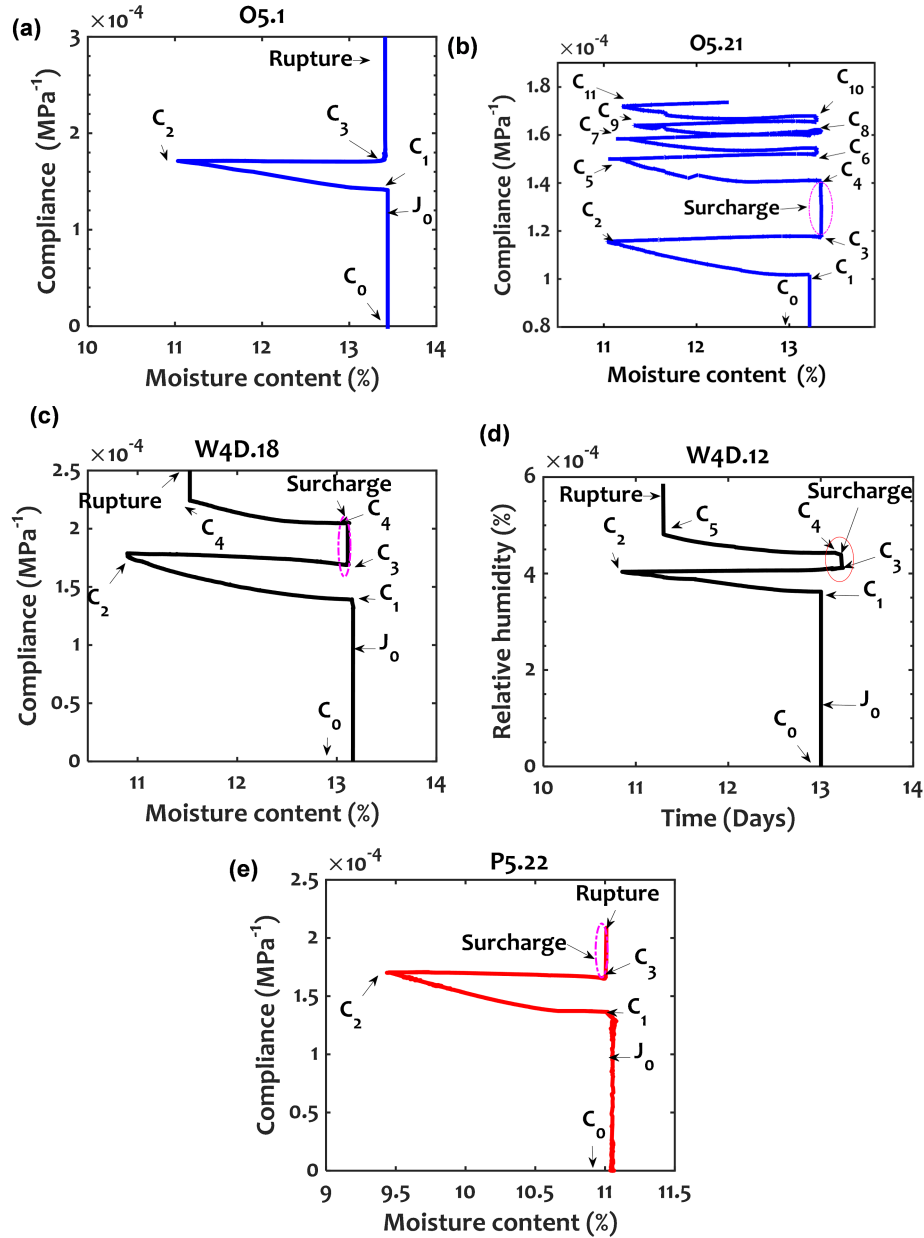 (a)
O5.1
×10⁻⁴
3
2
1
0
Compliance (MPa⁻¹)
Rupture
C₂
C₃
C₁
J₀
C₀
10 11 12 13 14
Moisture content (%)
(b)
O5.21
×10⁻⁴
1.8
1.6
1.4
1.2
1
0.8
Compliance (MPa⁻¹)
C₁₁
C₁₀
C₉
C₈
C₇
C₆
C₅
C₄
Surcharge
C₂
C₃
C₁
C₀
11 12 13
Moisture content (%)
(c)
W4D.18
×10⁻⁴
2.5
2
1.5
1
0.5
0
Compliance (MPa⁻¹)
Rupture
Surcharge
C₄
C₄
C₃
C₂
C₁
J₀
C₀
11 12 13 14
Moisture content (%)
(d)
W4D.12
×10⁻⁴
6
4
2
0
Relative humidity (%)
Rupture
Surcharge
C₅
C₄
C₂
C₃
C₁
J₀
C₀
10 11 12 13 14
Time (Days)
(e)
P5.22
×10⁻⁴
2.5
2
1.5
1
0.5
0
Compliance (MPa⁻¹)
Rupture
Surcharge
C₃
C₂
C₁
J₀
C₀
9 9.5 10 10.5 11 11.5
Moisture content (%)